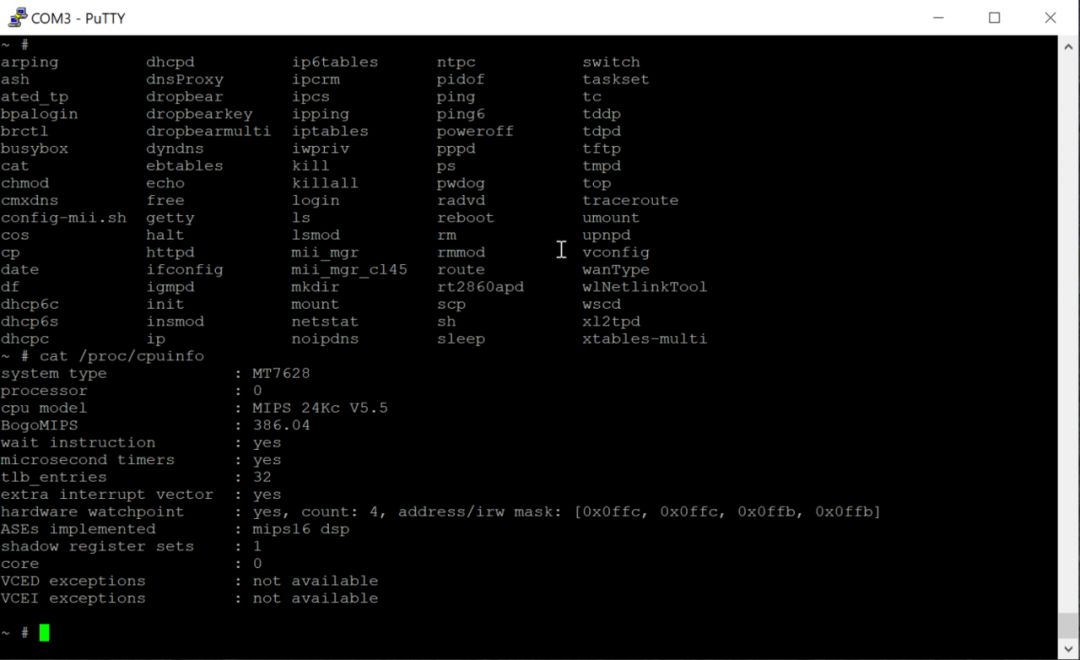 COM3 - PuTTY
~ #
arping dhcpd ip6tables ntpc switch
ash dnsProxy ipcrm pidof taskset
ated_tp dropbear ipcs ping tc
bpalogin dropbearkey ipping ping6 tddp
brctl dropbearmulti iptables poweroff tdpd
busybox dyndns iwpriv pppd tftp
cat ebtables kill ps tmpd
chmod echo killall pwdog top
cmxdns free login radvd traceroute
config-mii.sh getty ls reboot umount
cos halt lsmod rm upnpd
cp httpd mii_mgr rmmod vconfig
date ifconfig mii_mgr_cl45 route wanType
df igmpd mkdir rt2860apd wlNetlinkTool
dhcp6c init mount scp wscd
dhcp6s insmod netstat sh xl2tpd
dhcpc ip noipdns sleep xtables-multi
~ # cat /proc/cpuinfo
system type : MT7628
processor : 0
cpu model : MIPS 24Kc V5.5
BogoMIPS : 386.04
wait instruction : yes
microsecond timers : yes
tlb_entries : 32
extra interrupt vector : yes
hardware watchpoint : yes, count: 4, address/irw mask: [0x0ffc, 0x0ffc, 0x0ffb, 0x0ffb]
ASEs implemented : mips16 dsp
shadow register sets : 1
core : 0
VCED exceptions : not available
VCEI exceptions : not available
~ #